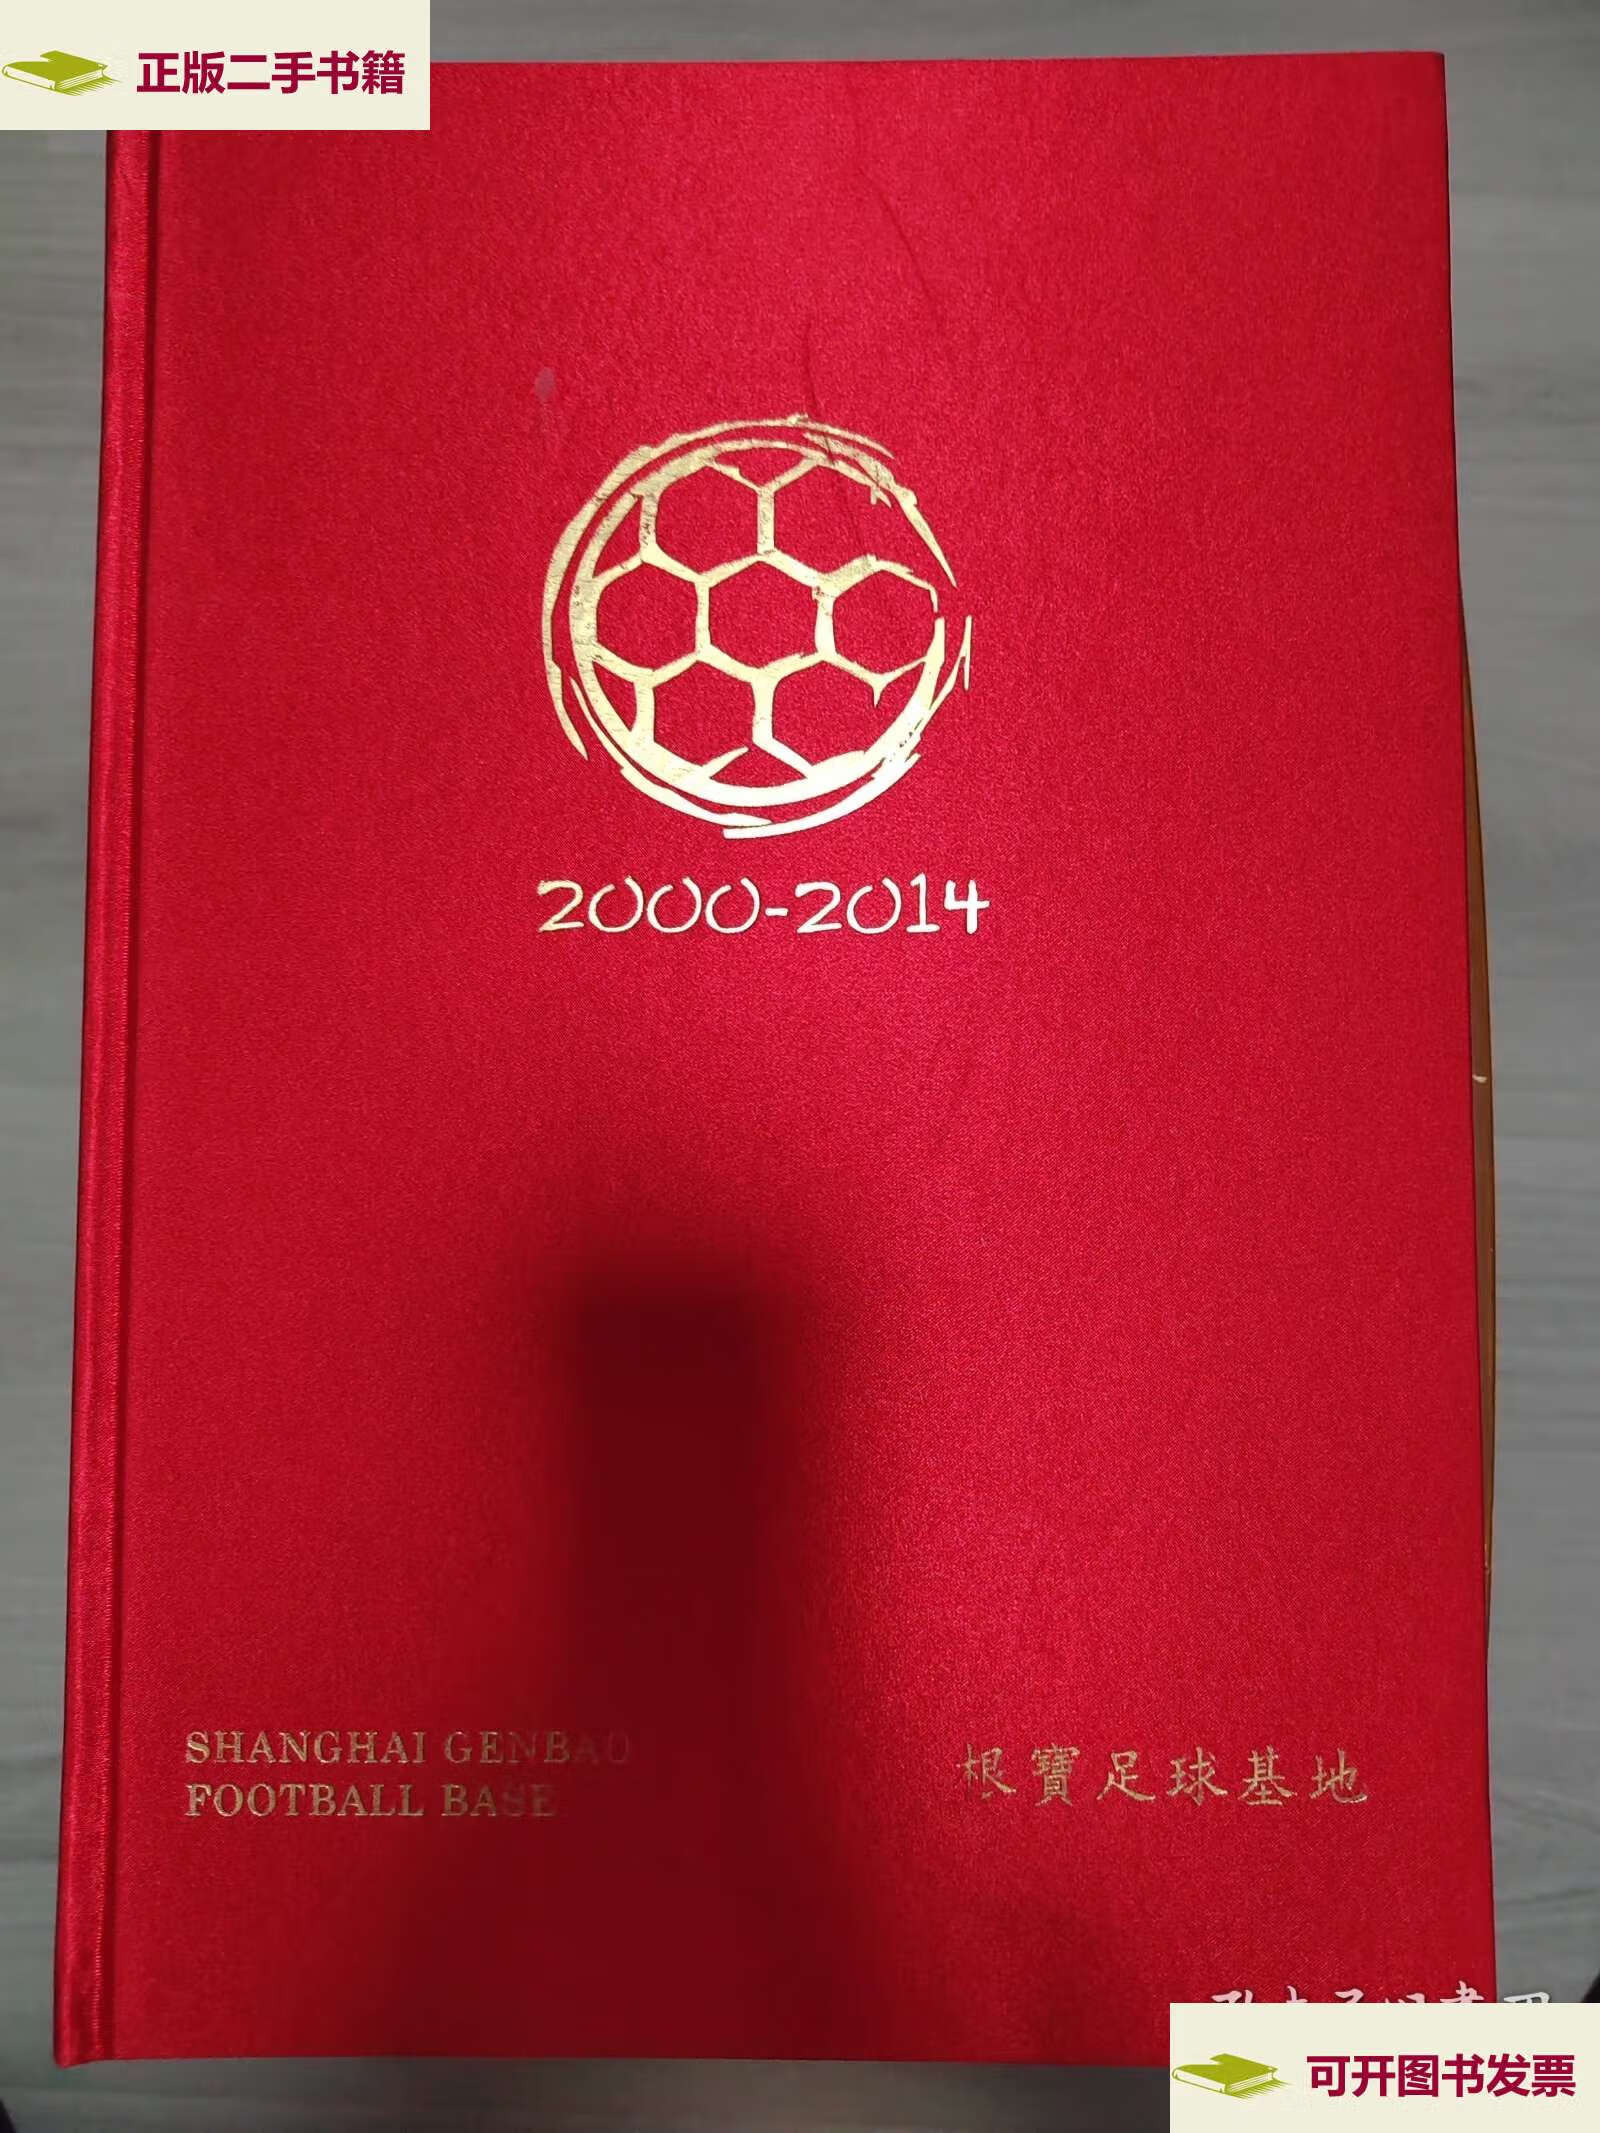 正版二手书籍
2000-2014
SHANGHAI GENBAO
FOOTBALL BASE
根寶足球基地
可开图书发票